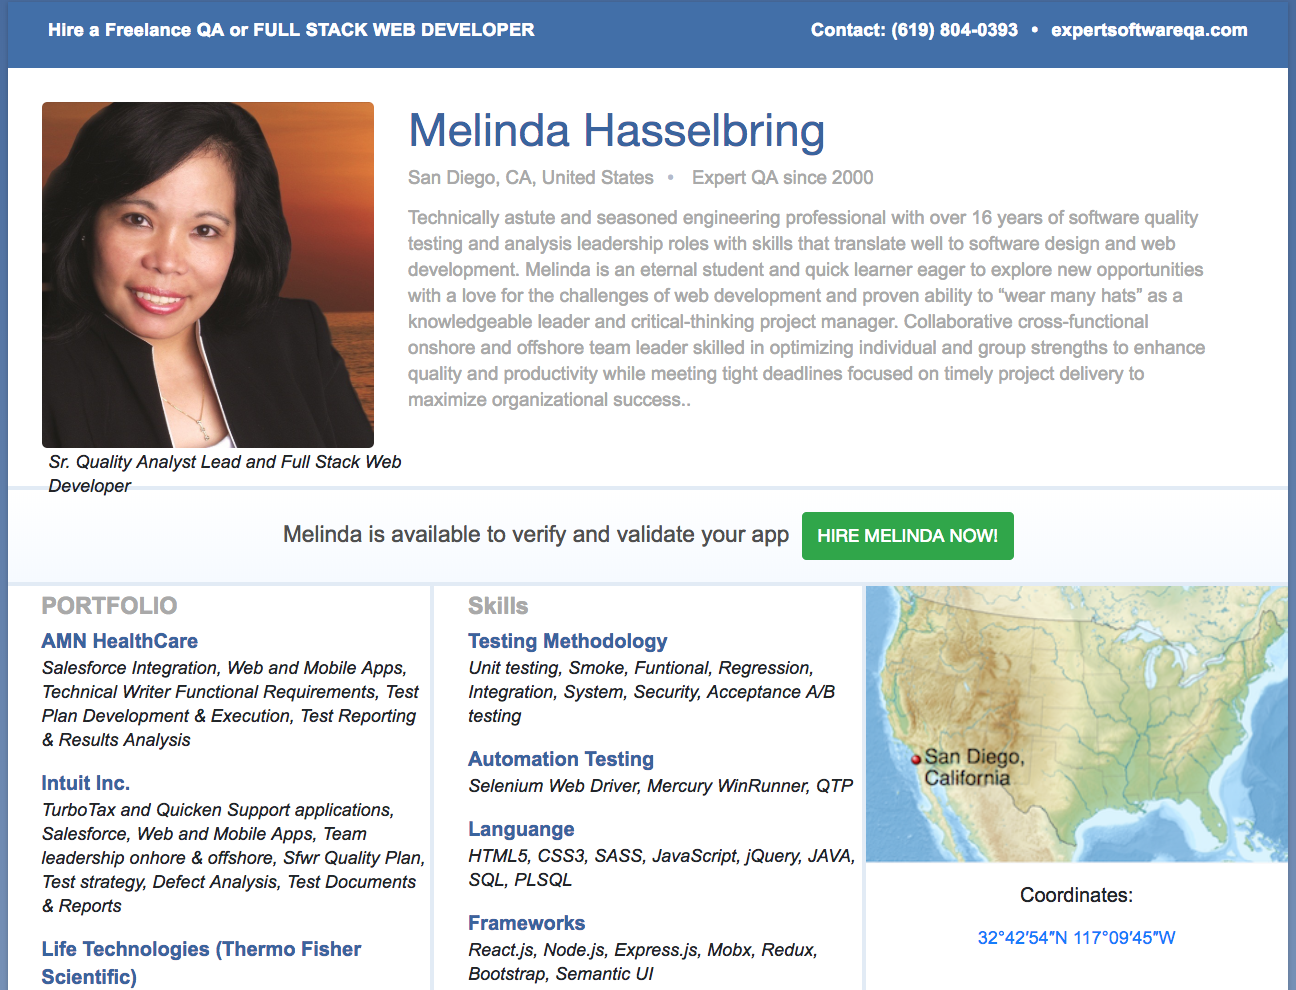 Hire a Freelance QA or FULL STACK WEB DEVELOPER
Contact: (619) 804-0393 • expertsoftwareqa.com
Melinda Hasselbring
San Diego, CA, United States • Expert QA since 2000
Technically astute and seasoned engineering professional with over 16 years of software quality
testing and analysis leadership roles with skills that translate well to software design and web
development. Melinda is an eternal student and quick learner eager to explore new opportunities
with a love for the challenges of web development and proven ability to “wear many hats” as a
knowledgeable leader and critical-thinking project manager. Collaborative cross-functional
onshore and offshore team leader skilled in optimizing individual and group strengths to enhance
quality and productivity while meeting tight deadlines focused on timely project delivery to
maximize organizational success..
Sr. Quality Analyst Lead and Full Stack Web
Developer
Melinda is available to verify and validate your app
HIRE MELINDA NOW!
PORTFOLIO
AMN HealthCare
Salesforce Integration, Web and Mobile Apps,
Technical Writer Functional Requirements, Test
Plan Development & Execution, Test Reporting
& Results Analysis
Intuit Inc.
TurboTax and Quicken Support applications,
Salesforce, Web and Mobile Apps, Team
leadership onhore & offshore, Sfwr Quality Plan,
Test strategy, Defect Analysis, Test Documents
& Reports
Life Technologies (Thermo Fisher
Scientific)
Skills
Testing Methodology
Unit testing, Smoke, Funtional, Regression,
Integration, System, Security, Acceptance A/B
testing
Automation Testing
Selenium Web Driver, Mercury WinRunner, QTP
Languange
HTML5, CSS3, SASS, JavaScript, jQuery, JAVA,
SQL, PLSQL
Frameworks
React.js, Node.js, Express.js, Mobx, Redux,
Bootstrap, Semantic UI
San Diego,
California
Coordinates:
32°42′54″N 117°09′45″W